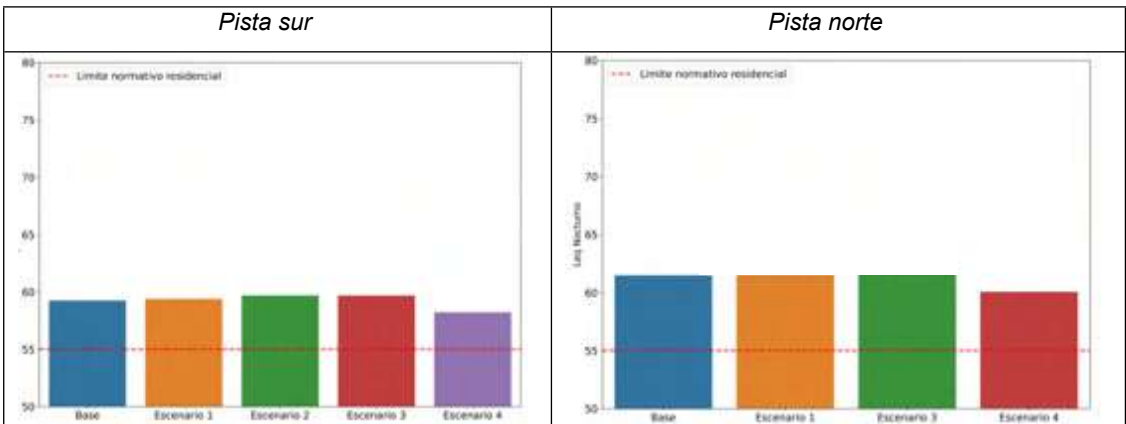 Pista sur
Pista norte
80
--- Limite normativo residencial
75
70
65
60
55
50
Base Escenario 1 Escenario 2 Escenario 3 Escenario 4
80
--- Limite normativo residencial
75
70
65
60
55
50
Leq Nocturno
Base Escenario 1 Escenario 3 Escenario 4